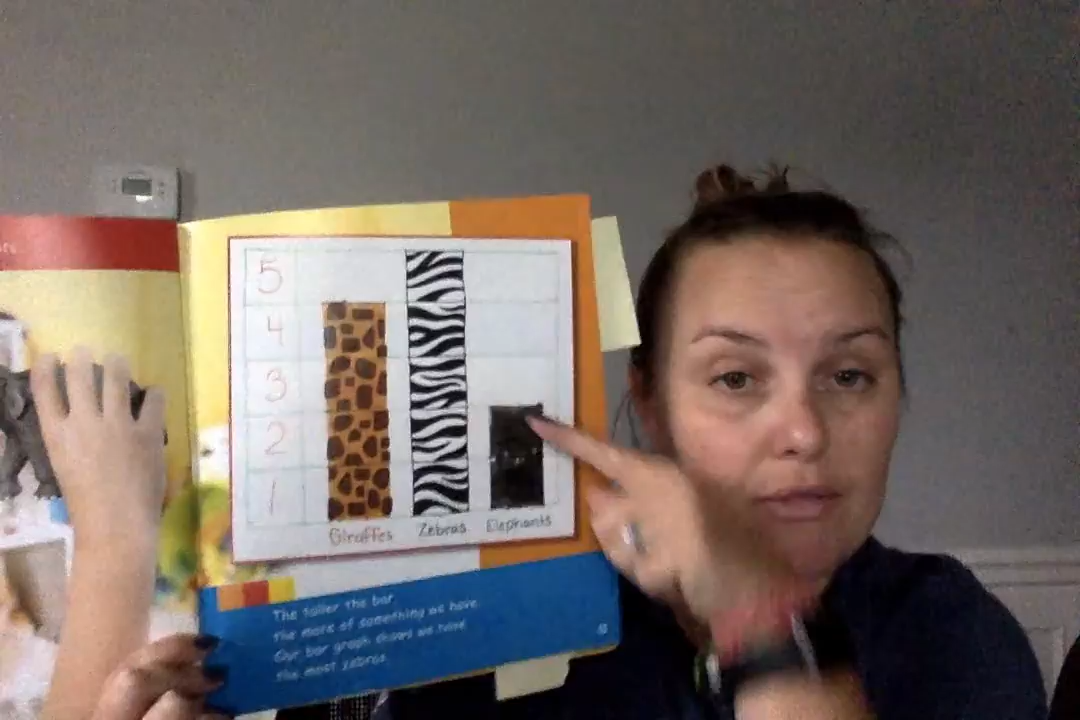 5
4
3
2
1
Giraffes Zebras Elephants
The taller the bar,
the more of something we have.
Our bar graph shows we have
the most zebras.